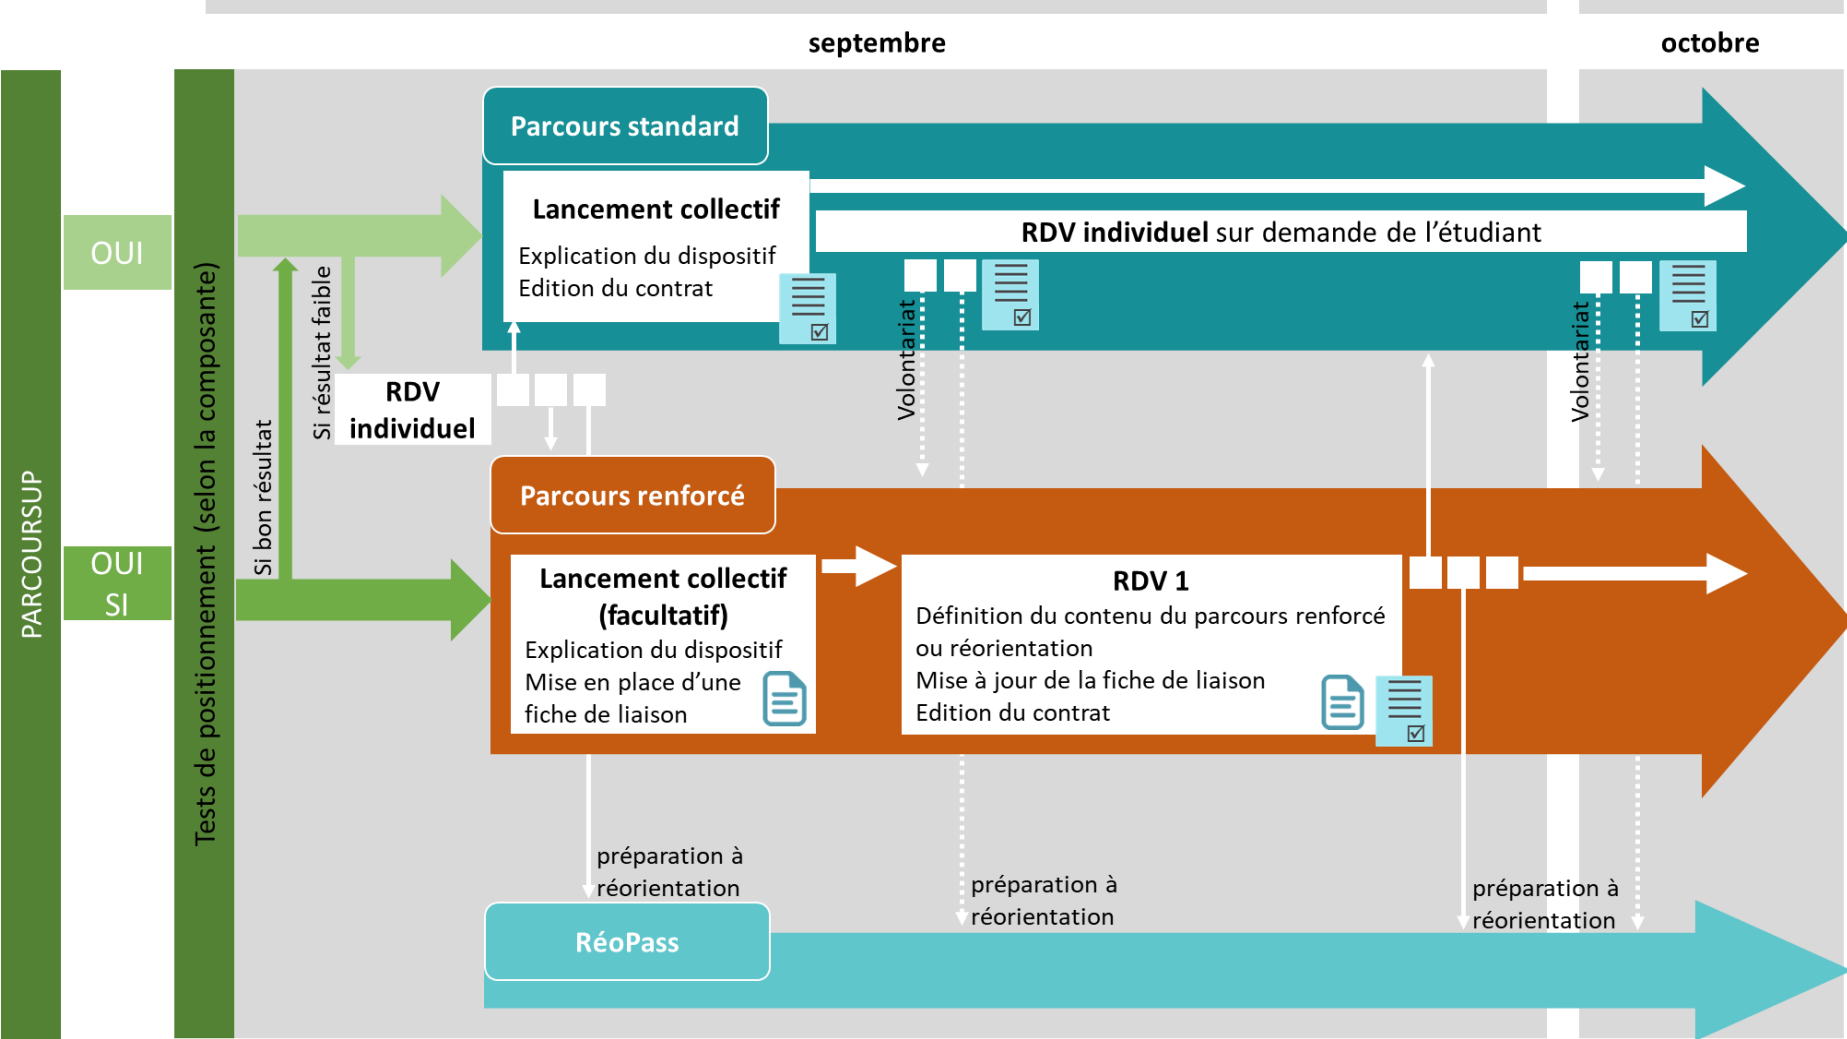 septembre
octobre
PARCOURSUP
OUI
OUI
SI
Tests de positionnement (selon la composante)
Si bon résultat
Si résultat faible
RDV
individuel
Parcours standard
Lancement collectif
Explication du dispositif
Edition du contrat
RDV individuel sur demande de l'étudiant
Volontariat
Volontariat
Parcours renforcé
Lancement collectif
(facultatif)
Explication du dispositif
Mise en place d'une
fiche de liaison
RDV 1
Définition du contenu du parcours renforcé
ou réorientation
Mise à jour de la fiche de liaison
Edition du contrat
préparation à
réorientation
préparation à
réorientation
préparation à
réorientation
RéoPass